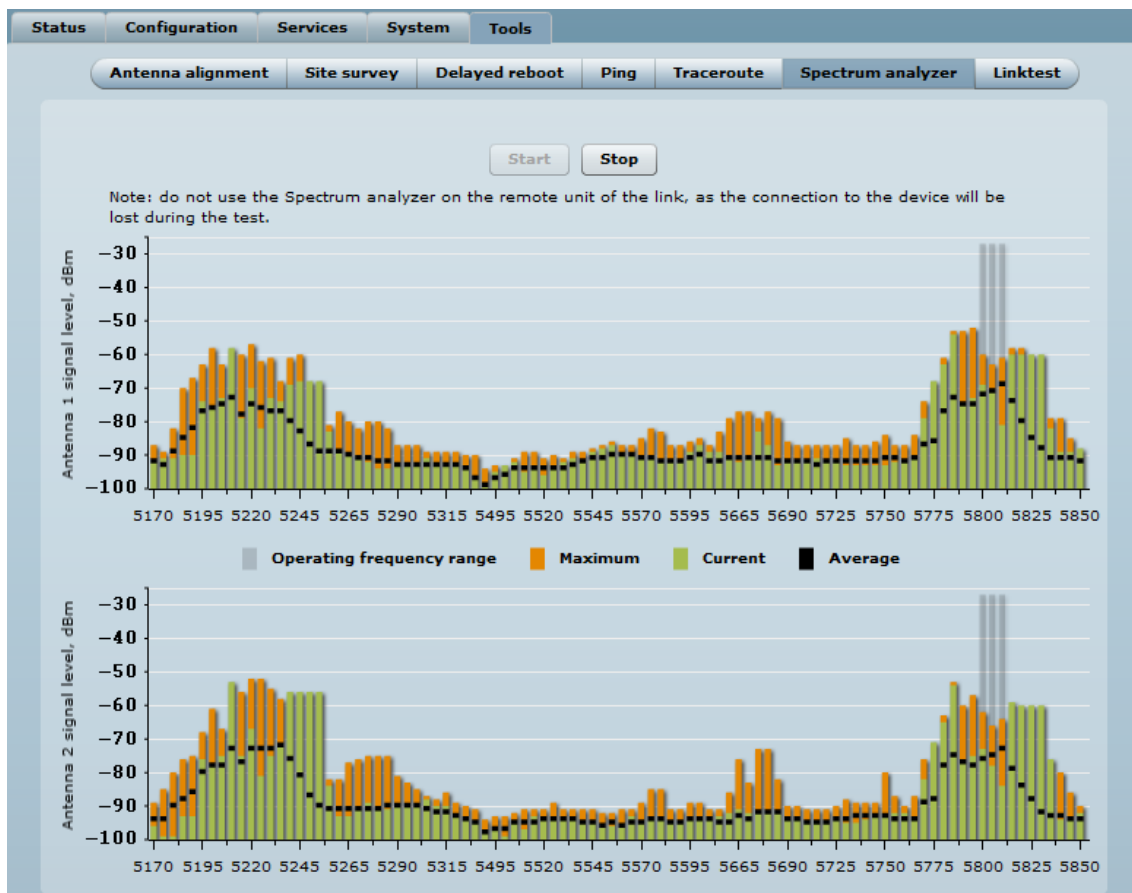 Status Configuration Services System Tools
Antenna alignment Site survey Delayed reboot Ping Traceroute Spectrum analyzer Linktest
Start Stop
Note: do not use the Spectrum analyzer on the remote unit of the link, as the connection to the device will be
lost during the test.
Antenna 1 signal level, dBm
−30
−40
−50
−60
−70
−80
−90
−100
5170 5195 5220 5245 5265 5290 5315 5495 5520 5545 5570 5595 5665 5690 5725 5750 5775 5800 5825 5850
Operating frequency range Maximum Current Average
Antenna 2 signal level, dBm
−30
−40
−50
−60
−70
−80
−90
−100
5170 5195 5220 5245 5265 5290 5315 5495 5520 5545 5570 5595 5665 5690 5725 5750 5775 5800 5825 5850